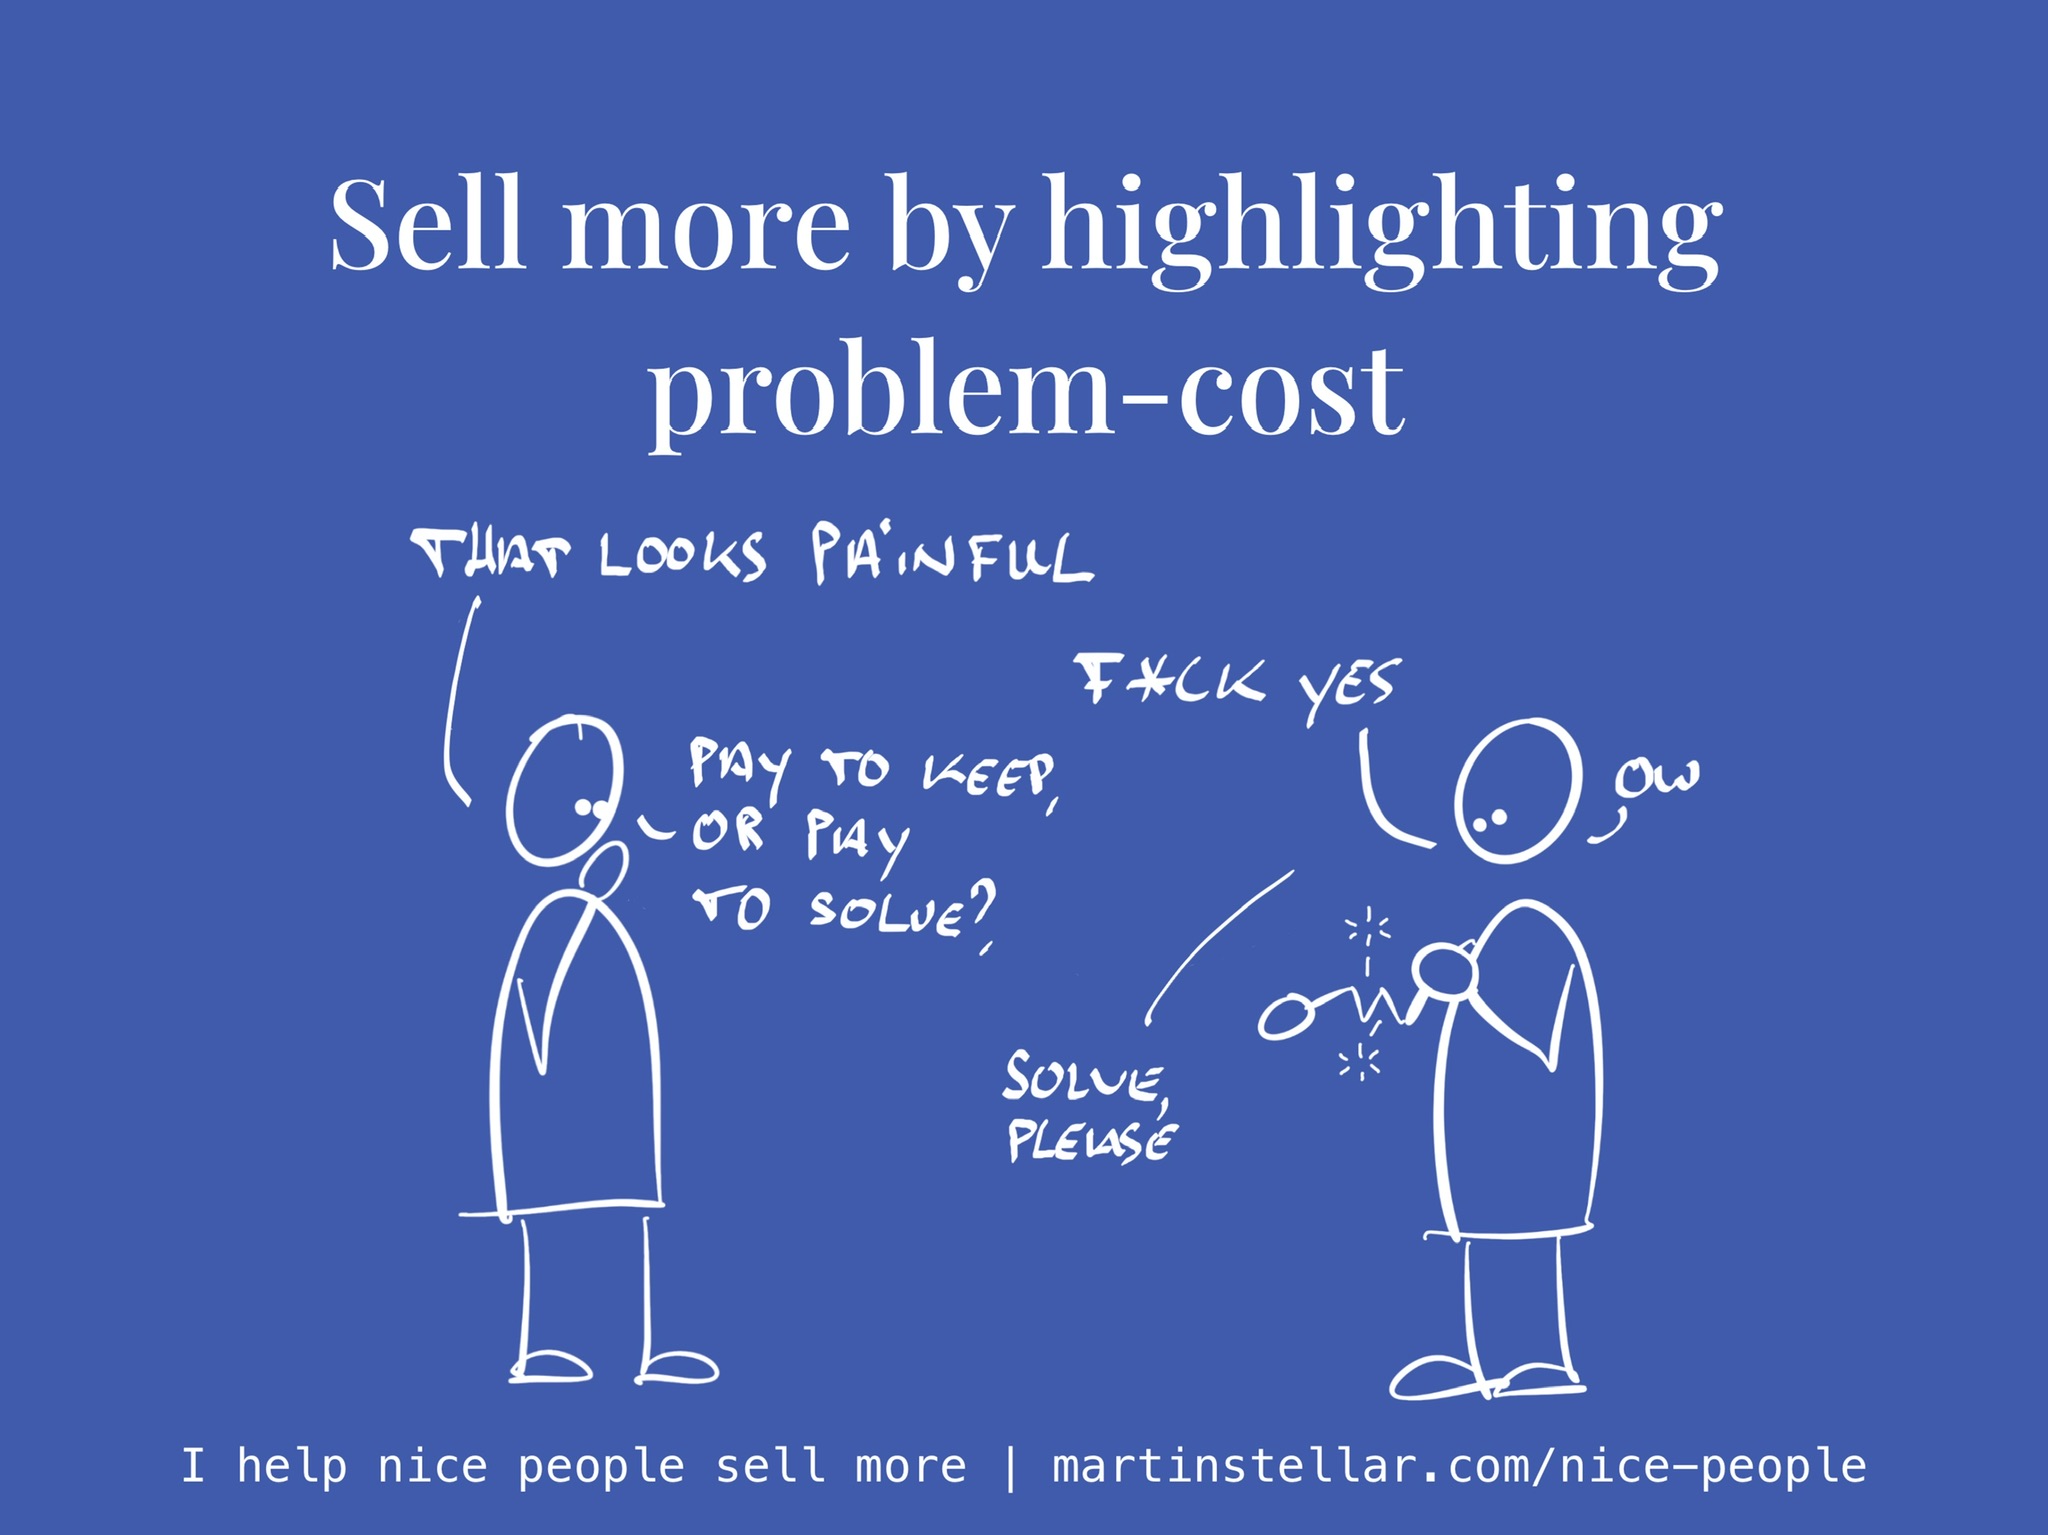 Sell more by highlighting
problem-cost
THAT LOOKS PAINFUL
F*CK YES
PAY TO KEEP,
OR PAY
TO SOLVE?
OW
SOLVE,
PLEASE
I help nice people sell more | martinstellar.com/nice-people